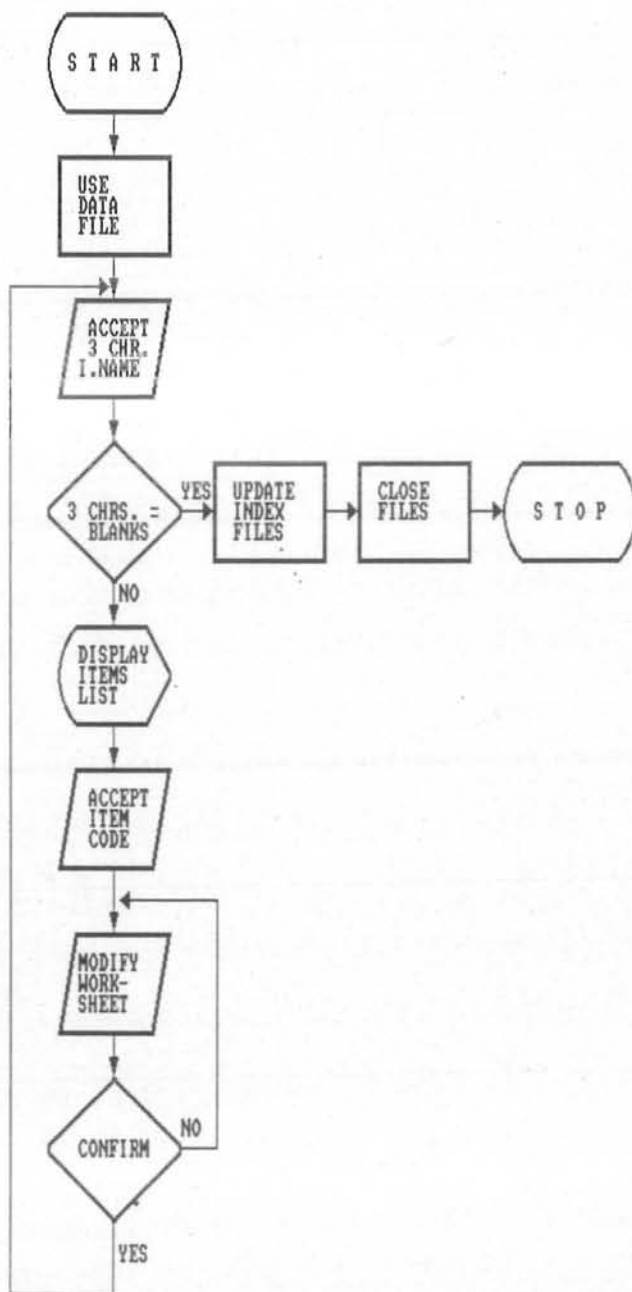 S T A R T
USE
DATA
FILE
ACCEPT
3 CHR.
I.NAME
3 CHRS. =
BLANKS
YES
UPDATE
INDEX
FILES
CLOSE
FILES
S T O P
NO
DISPLAY
ITEMS
LIST
ACCEPT
ITEM
CODE
MODIFY
WORK-
SHEET
CONFIRM
NO
YES